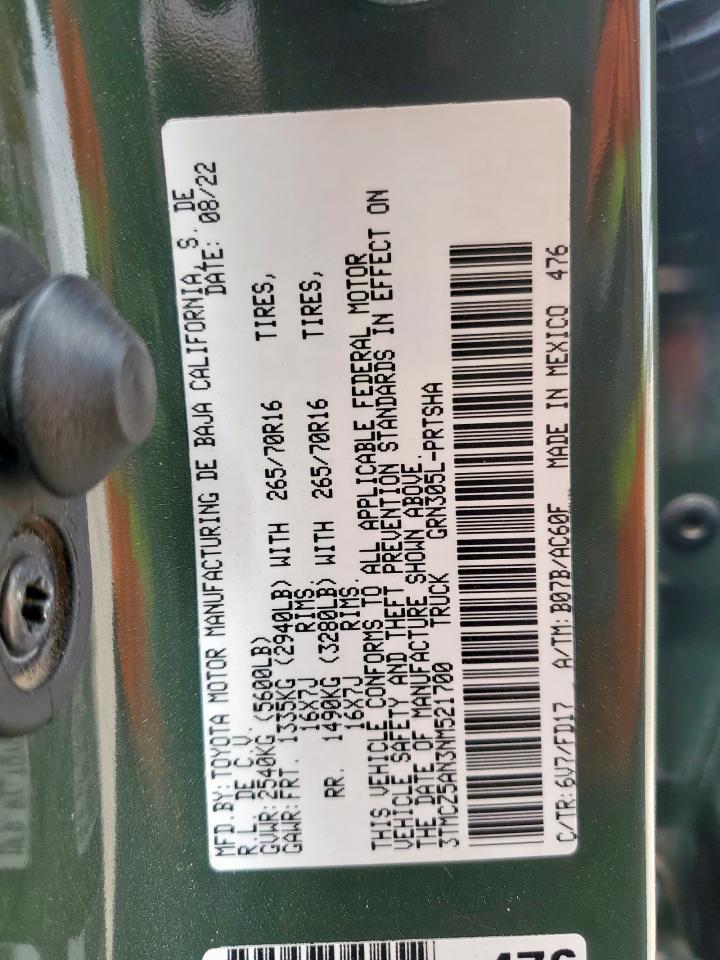 MFD.BY: TOYOTA MOTOR MANUFACTURING DE BAJA CALIFORNIA, S. DE
R.L. DE C.V. DATE: 08/22
GVWR: 2540KG (5600LB)
GAWR: FRT. 1335KG (2940LB) WITH 265/70R16 TIRES,
16X7J RIMS,
RR. 1490KG (3280LB) WITH 265/70R16 TIRES,
16X7J RIMS.
THIS VEHICLE CONFORMS TO ALL APPLICABLE FEDERAL MOTOR
VEHICLE SAFETY AND THEFT PREVENTION STANDARDS IN EFFECT ON
THE DATE OF MANUFACTURE SHOWN ABOVE.
3TMCZ5AN3NM521700 TRUCK GRN305L-PRTSHA
C/TR: 6V7/FD17 A/TM: B07B/AC60F MADE IN MEXICO 476
476